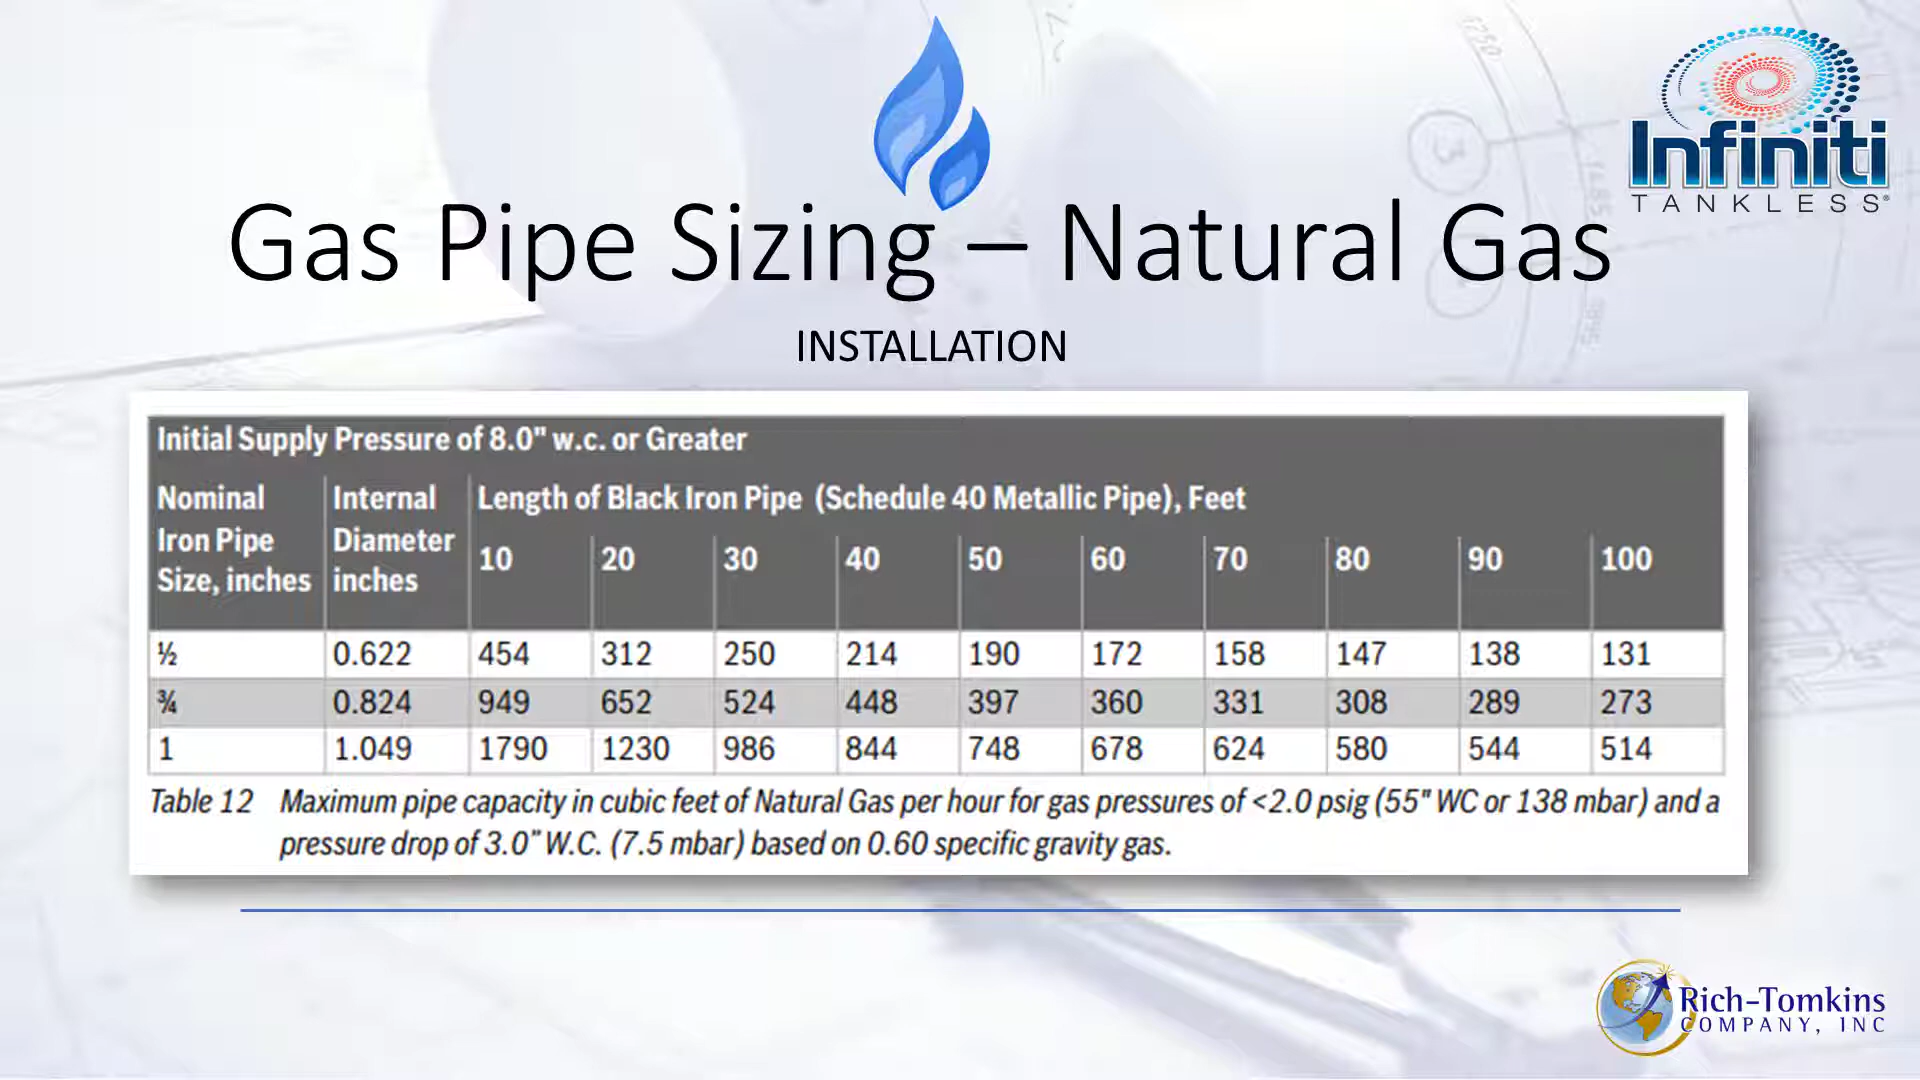 Infiniti
TANKLESS®
Gas Pipe Sizing – Natural Gas
INSTALLATION
Initial Supply Pressure of 8.0" w.c. or Greater
Nominal Iron Pipe Size, inches
Internal Diameter inches
Length of Black Iron Pipe (Schedule 40 Metallic Pipe), Feet
10 20 30 40 50 60 70 80 90 100
½ 0.622 454 312 250 214 190 172 158 147 138 131
¾ 0.824 949 652 524 448 397 360 331 308 289 273
1 1.049 1790 1230 986 844 748 678 624 580 544 514
Table 12 Maximum pipe capacity in cubic feet of Natural Gas per hour for gas pressures of <2.0 psig (55" WC or 138 mbar) and a
pressure drop of 3.0" W.C. (7.5 mbar) based on 0.60 specific gravity gas.
Rich-Tomkins
COMPANY, INC